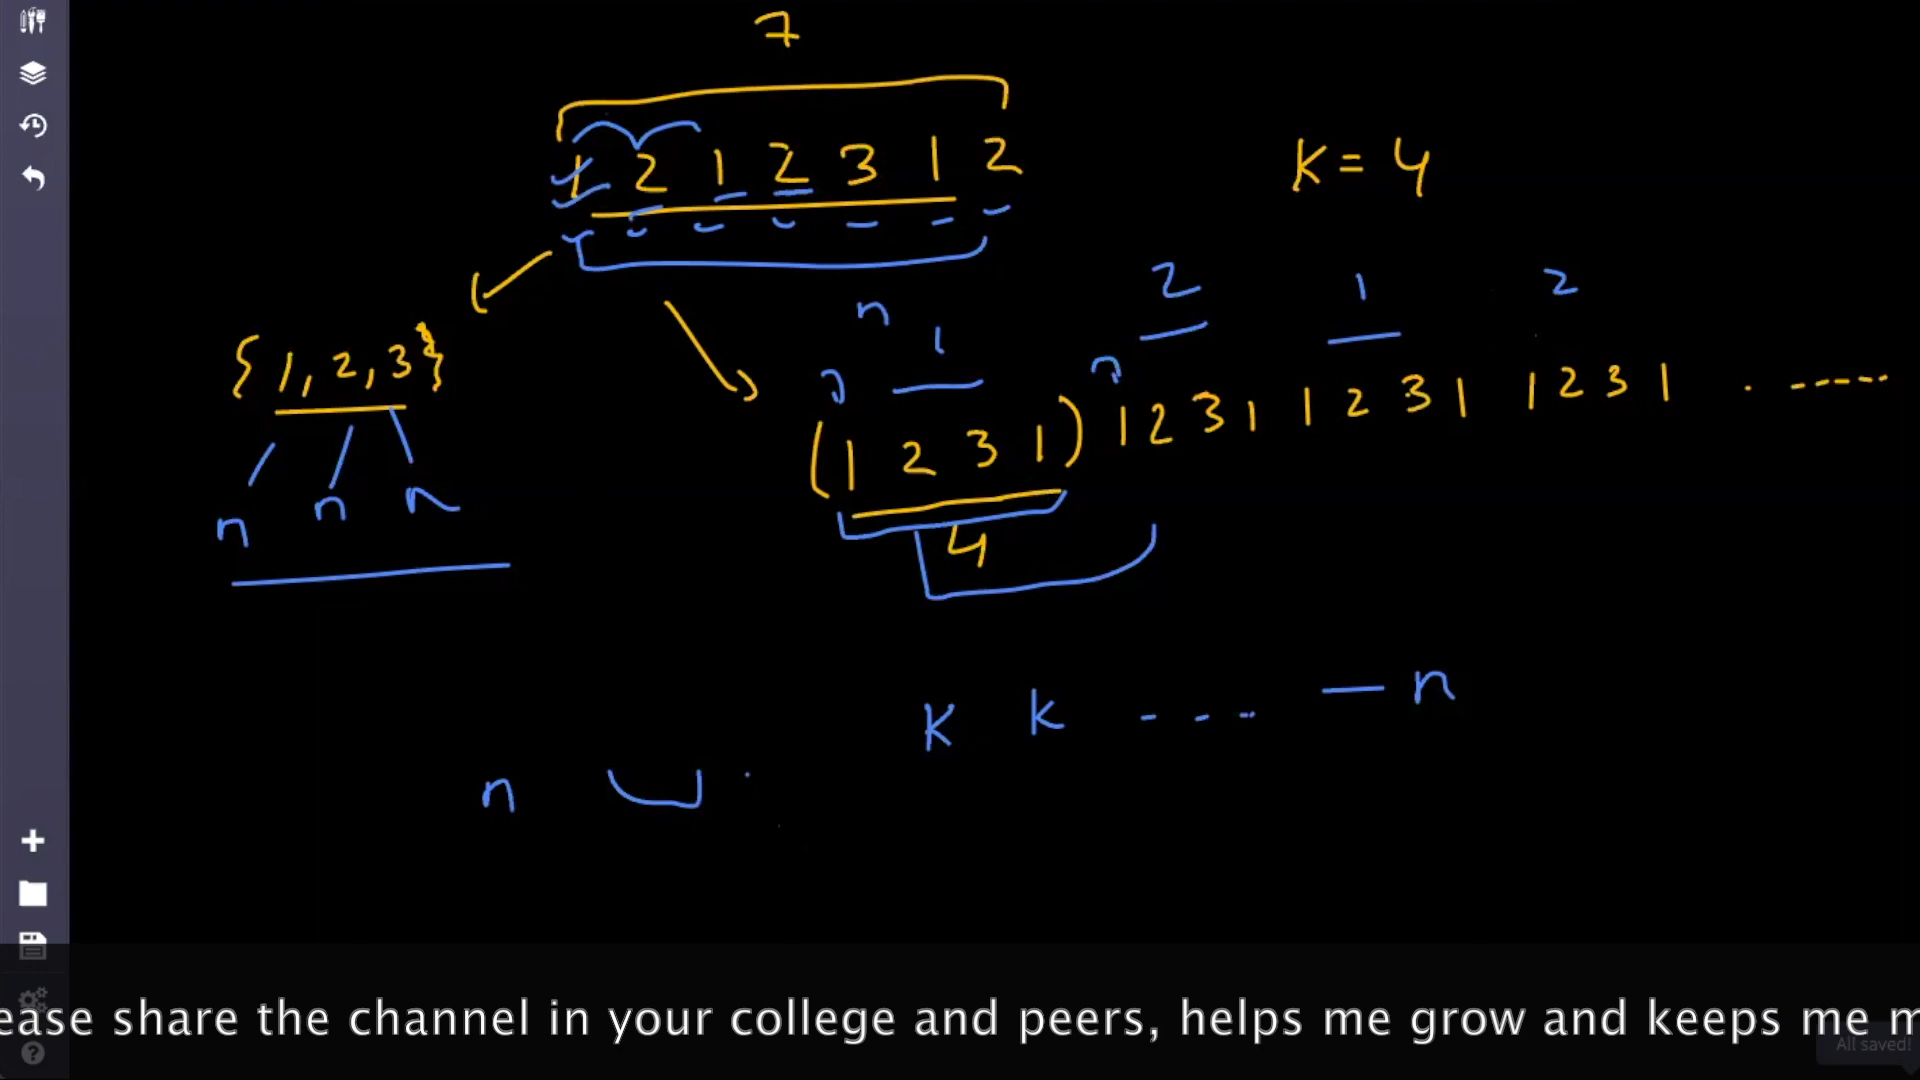 7
1 2 1 2 3 1 2
K = 4
n 1 2 1 2
{1, 2, 3}
(1 2 3 1) 1 2 3 1 1 2 3 1 1 2 3 1 . -----
n n n
4
K k --- — n
n
ease share the channel in your college and peers, helps me grow and keeps me m
All saved!